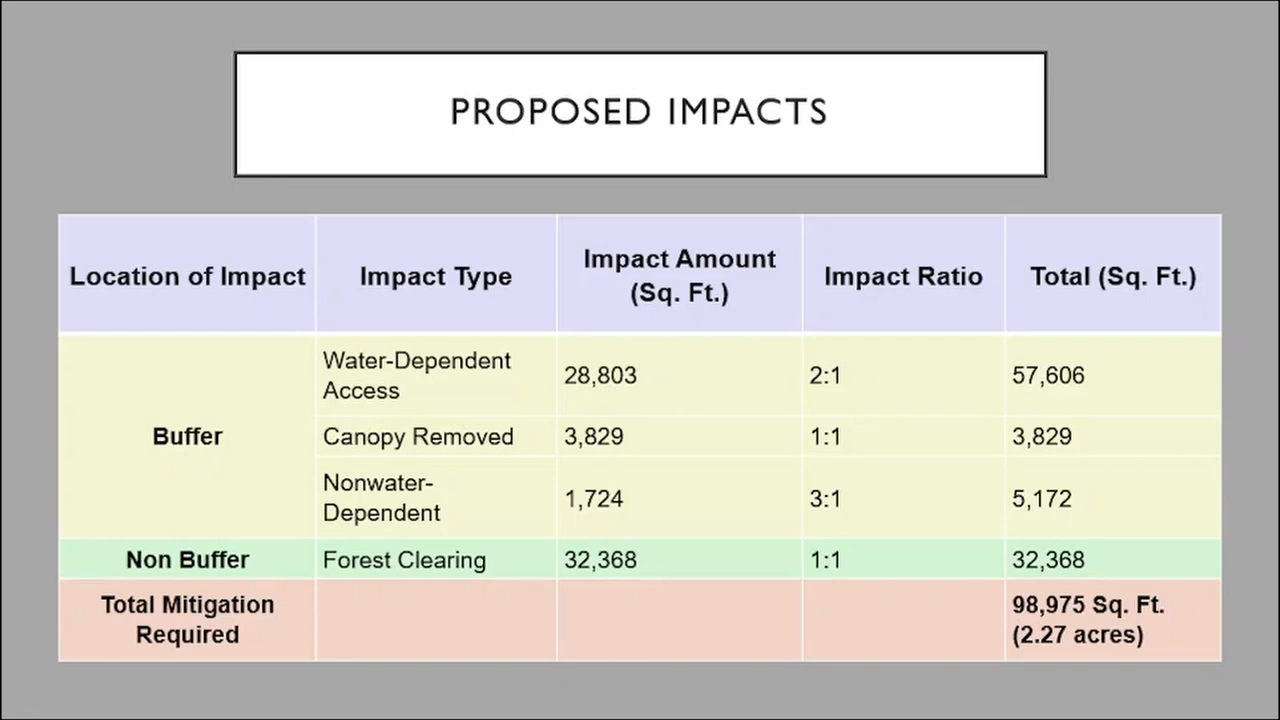 PROPOSED IMPACTS
Location of Impact
Impact Type
Impact Amount
(Sq. Ft.)
Impact Ratio
Total (Sq. Ft.)
Buffer
Water-Dependent
Access
28,803
2:1
57,606
Canopy Removed
3,829
1:1
3,829
Nonwater-
Dependent
1,724
3:1
5,172
Non Buffer
Forest Clearing
32,368
1:1
32,368
Total Mitigation
Required
98,975 Sq. Ft.
(2.27 acres)